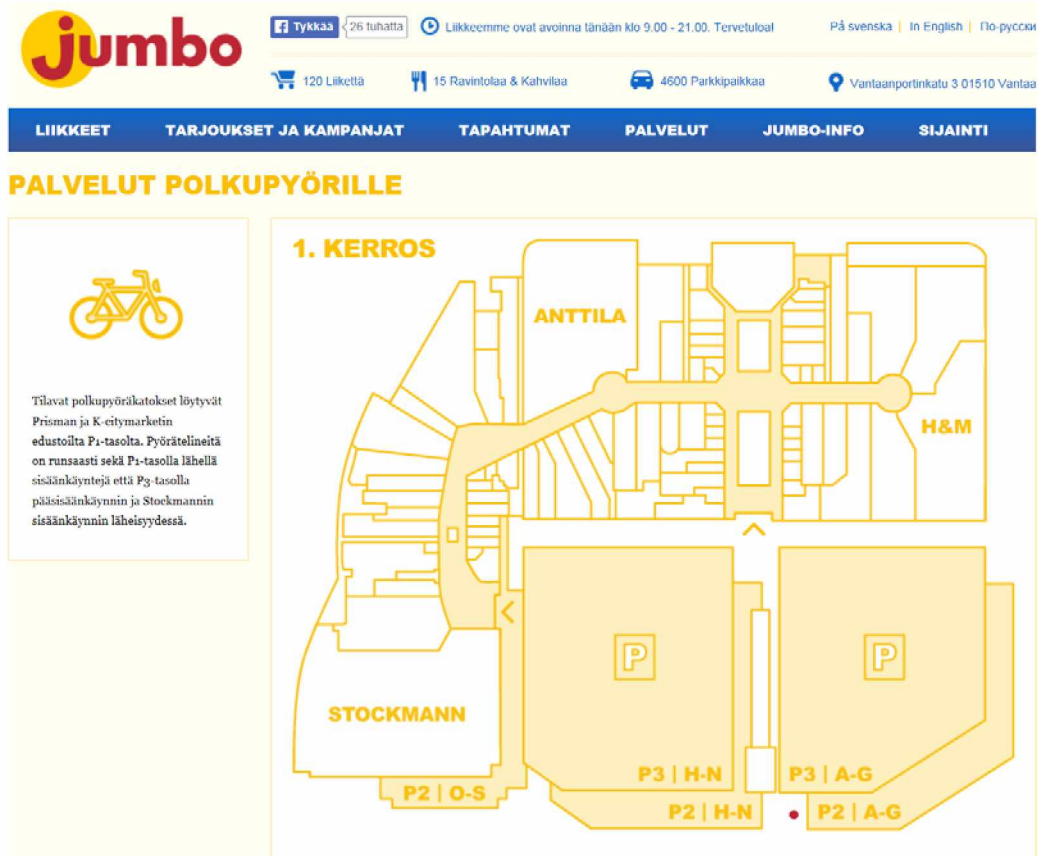 jumbo
Tykkää 26 tuhatta
Liikkeemme ovat avoinna tänään klo 9.00 - 21.00. Tervetuloa!
På svenska | In English | По-русски
120 Liikettä
15 Ravintolaa & Kahvilaa
4600 Parkkipaikkaa
Vantaanportinkatu 3 01510 Vantaa
LIIKKEET TARJOUKSET JA KAMPANJAT TAPAHTUMAT PALVELUT JUMBO-INFO SIJAINTI
PALVELUT POLKUPYÖRILLE
Tilavat polkupyöräkatokset löytyvät
Prisman ja K-citymarketin
edustoilta P1-tasolta. Pyörätelineitä
on runsaasti sekä P1-tasolla lähellä
sisäänkäyntejä että P3-tasolla
pääsisäänkäynnin ja Stockmannin
sisäänkäynnin läheisyydessä.
1. KERROS
ANTTILA
H&M
P
P
STOCKMANN
P3 | H-N
P3 | A-G
P2 | O-S
P2 | H-N
P2 | A-G